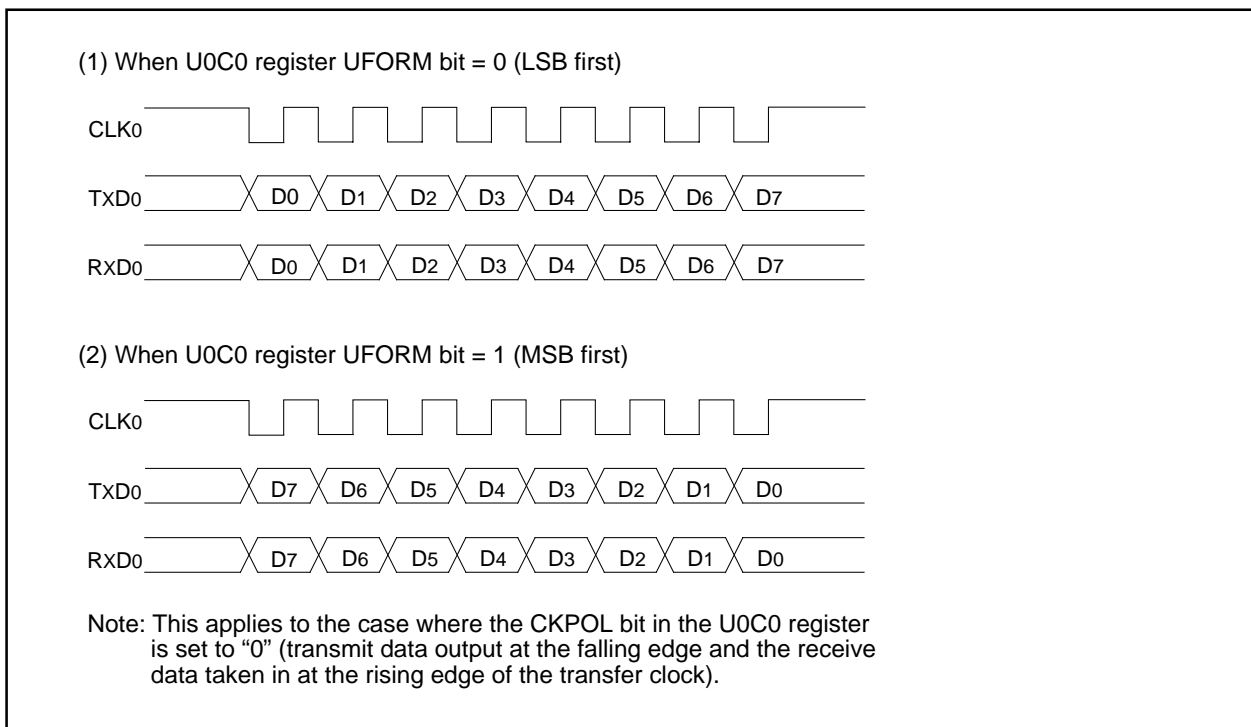 (1) When U0C0 register UFORM bit = 0 (LSB first)
CLK0
TXD0 D0 D1 D2 D3 D4 D5 D6 D7
RXD0 D0 D1 D2 D3 D4 D5 D6 D7
(2) When U0C0 register UFORM bit = 1 (MSB first)
CLK0
TXD0 D7 D6 D5 D4 D3 D2 D1 D0
RXD0 D7 D6 D5 D4 D3 D2 D1 D0
Note: This applies to the case where the CKPOL bit in the U0C0 register
is set to “0” (transmit data output at the falling edge and the receive
data taken in at the rising edge of the transfer clock).